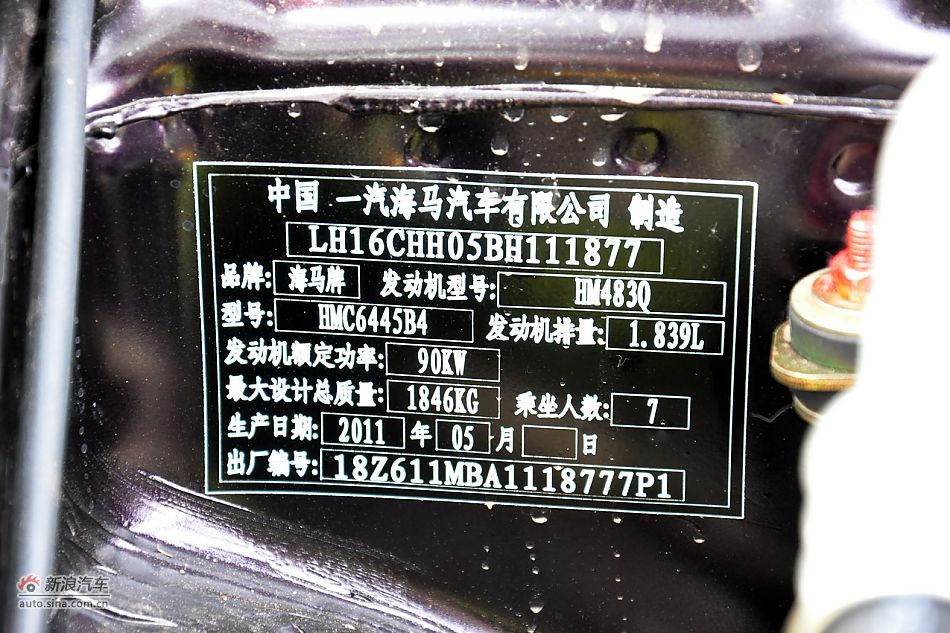 中国 一汽海马汽车有限公司 制造
LH16CHH05BH111877
品牌: 海马牌 发动机型号: HM483Q
型号: HMC6445B4 发动机排量: 1.839L
发动机额定功率: 90KW
最大设计总质量: 1846KG 乘坐人数: 7
生产日期: 2011 年 05 月 日
出厂编号: 18Z611MBA1118777P1
新浪汽车
auto.sina.com.cn